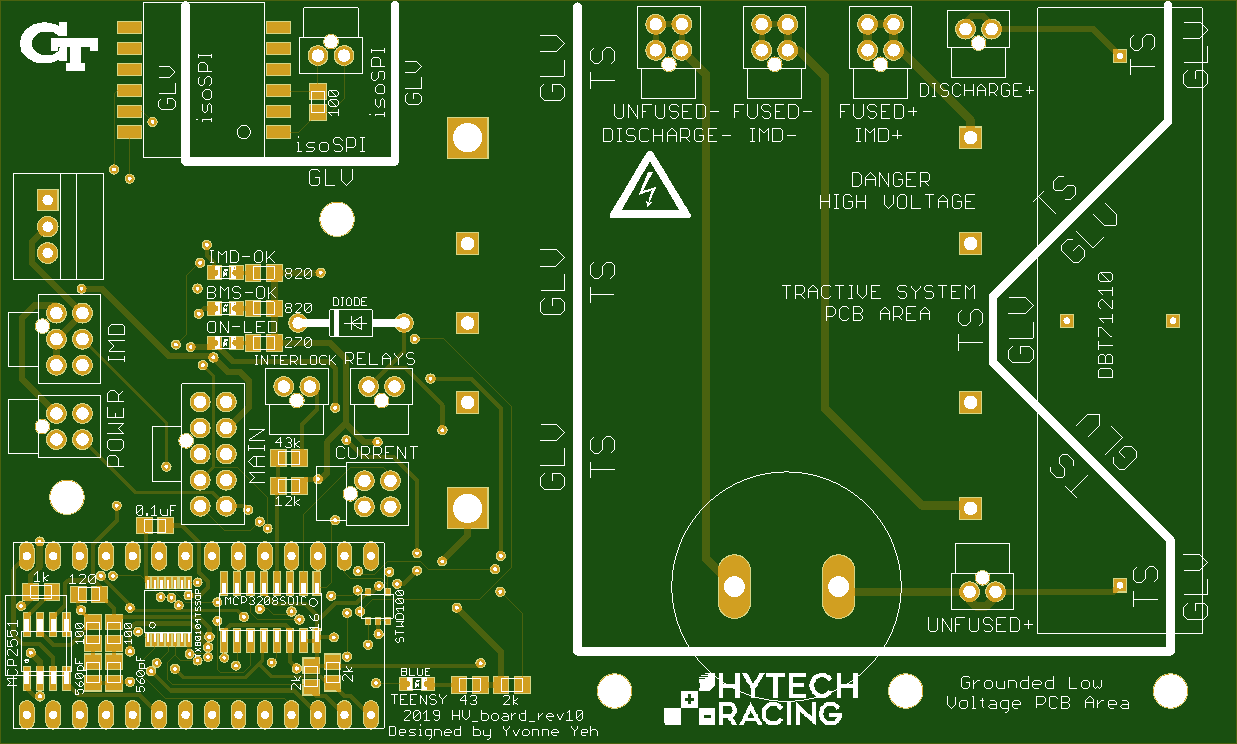 GT
GLV
isoSPI
100
isoSPI
GLV
isoSPI
GLV
GLV
TS
UNFUSED-
DISCHARGE-
FUSED-
IMD-
FUSED+
IMD+
DISCHARGE+
TS
GLV
DANGER
HIGH VOLTAGE
TS
GLV
IMD-OK
820
BMS-OK
820
DIODE
ON-LED
270
GLV
TS
TRACTIVE SYSTEM
PCB AREA
TS
GLV
DBT71210
IMD
INTERLOCK
RELAYS
POWER
MAIN
43k
12k
CURRENT
GLV
TS
GLV
TS
0.1uF
1k
120
MCP2551
100
100
560pF
560pF
TXB0104TSSOP
MCP3208SOIC
16
STWD100
2k
2k
TS
GLV
UNFUSED+
BLUE
TEENSY
43
2k
2019 HV_board_rev10
Designed by Yvonne Yeh
HYTECH
RACING
Grounded Low
Voltage PCB Area